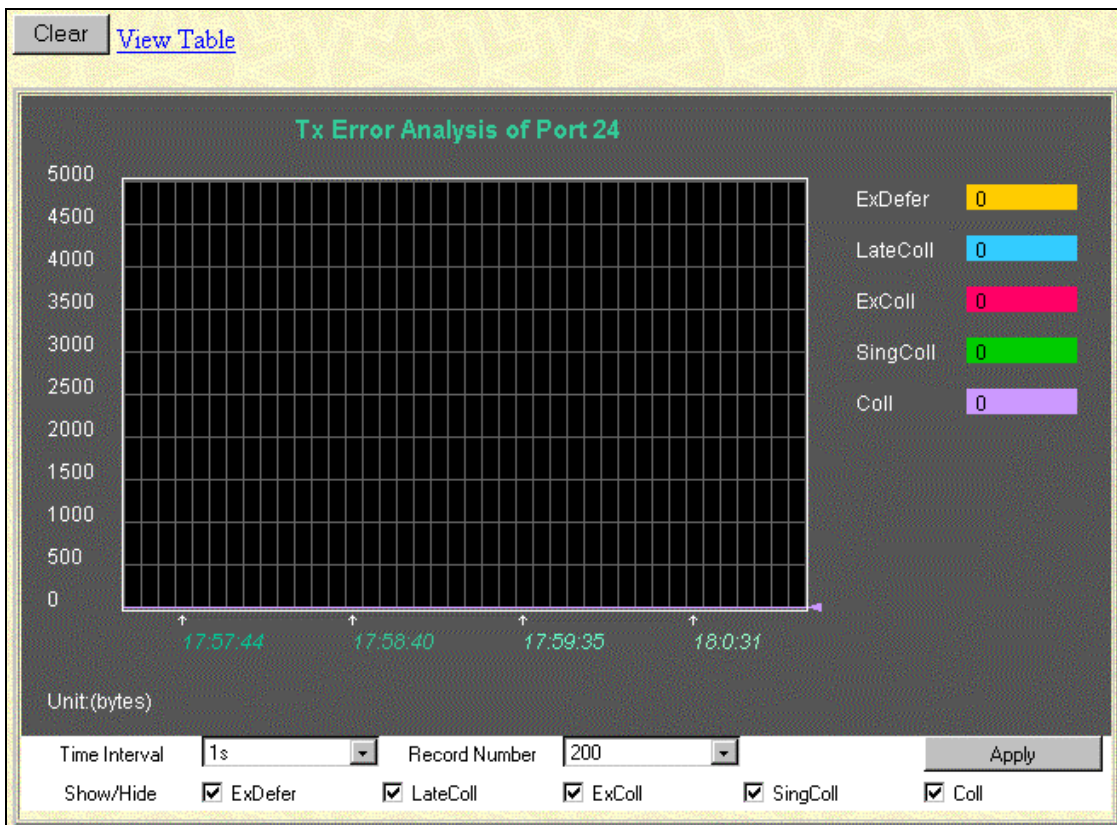 Clear View Table
Tx Error Analysis of Port 24
5000
4500
4000
3500
3000
2500
2000
1500
1000
500
0
ExDefer 0
LateColl 0
ExColl 0
SingColl 0
Coll 0
17:57:44 17:58:40 17:59:35 18:0:31
Unit:(bytes)
Time Interval 1s Record Number 200 Apply
Show/Hide ExDefer LateColl ExColl SingColl Coll